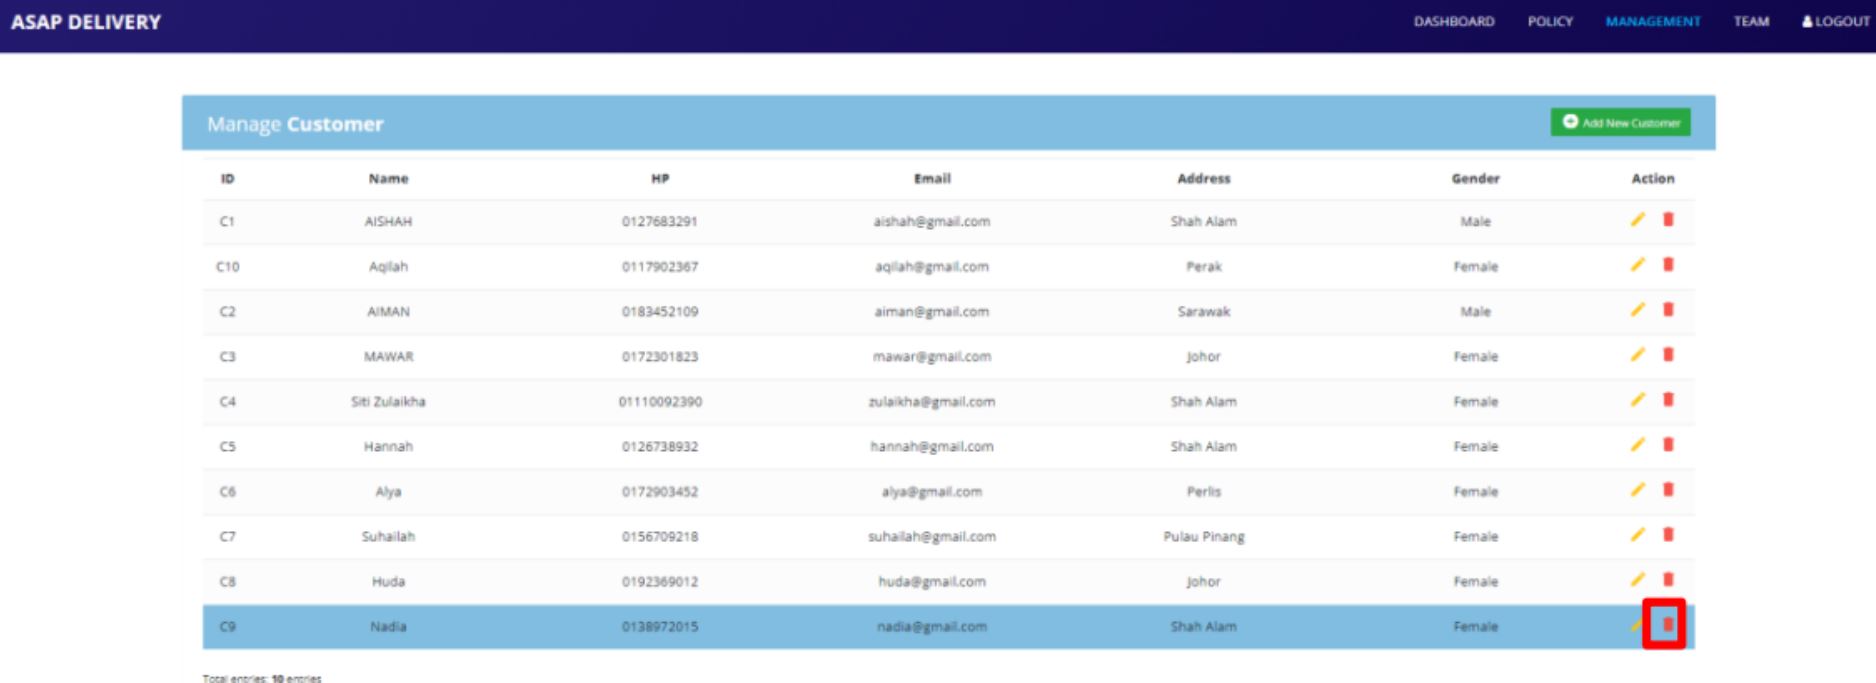 ASAP DELIVERY DASHBOARD POLICY MANAGEMENT TEAM LOGOUT
Manage Customer Add New Customer
ID Name HP Email Address Gender Action
C1 AISHAH 0127683291 aishah@gmail.com Shah Alam Male
C10 Aqilah 0117902367 aqilah@gmail.com Perak Female
C2 AIMAN 0183452109 aiman@gmail.com Sarawak Male
C3 MAWAR 0172301823 mawar@gmail.com Johor Female
C4 Siti Zulaikha 01110092390 zulaikha@gmail.com Shah Alam Female
C5 Hannah 0126738932 hannah@gmail.com Shah Alam Female
C6 Alya 0172903452 alya@gmail.com Perlis Female
C7 Suhailah 0156709218 suhailah@gmail.com Pulau Pinang Female
C8 Huda 0192369012 huda@gmail.com Johor Female
C9 Nadia 0138972015 nadia@gmail.com Shah Alam Female
Total entries: 10 entries